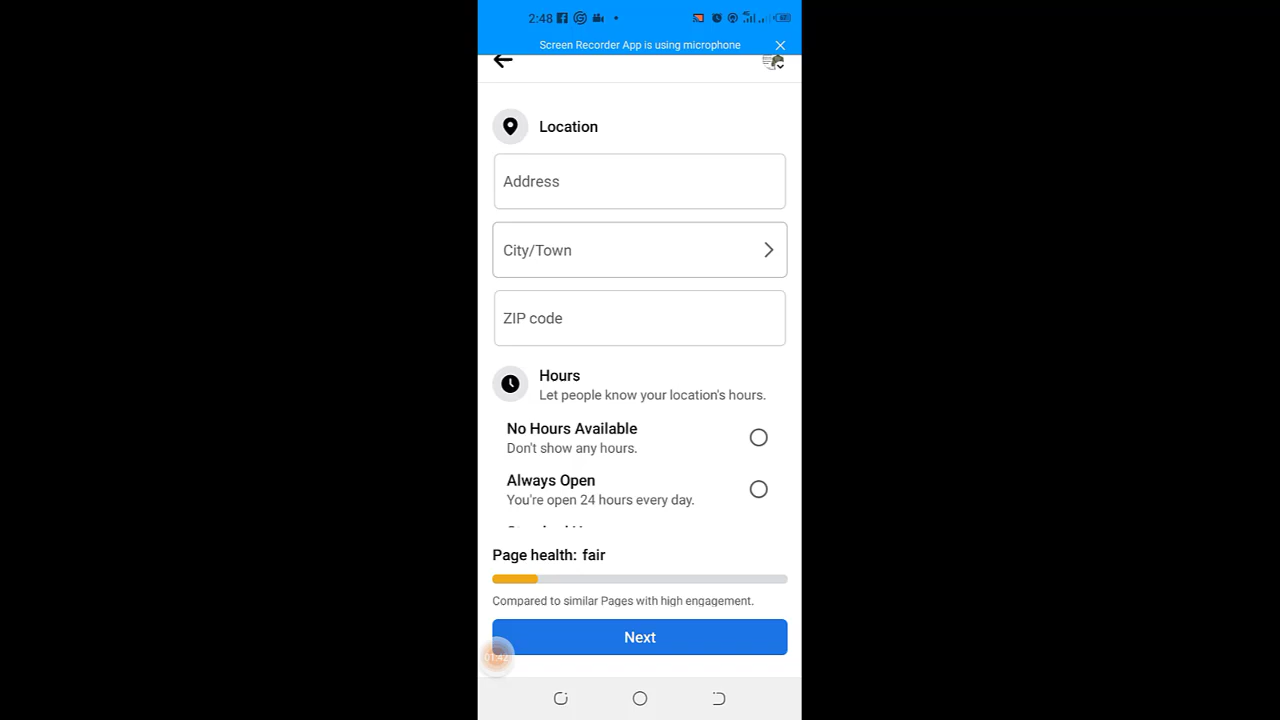 2:48
Screen Recorder App is using microphone
Location
Address
City/Town
ZIP code
Hours
Let people know your location's hours.
No Hours Available
Don't show any hours.
Always Open
You're open 24 hours every day.
Page health: fair
Compared to similar Pages with high engagement.
Next